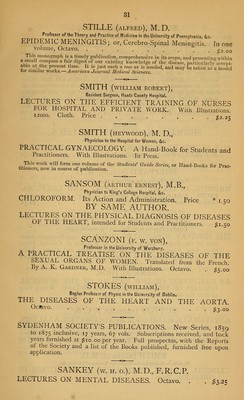 31
STILLE (ALFRED), M. D.
Professor of the Theory and Practice of Medicine in the University of Pennsylvania, &c.
EPIDEMIC MENINGITIS; or, Cerebro-Spinal Meningitis. In one
volume, Octavo. . . . . . . $2.00
This monograph is a timely publication, comprehensive in its scope, and presenting within
a small compass a fair digest of our existing knowledge of the disease, particularly accept-
able at the present time. It is just such a one as is needed, and may be taken as a model
for similar works.—American Journal Medical Sciences.
SMITH (WILLIAM ROBERT),
Resident Surgeon, Hants County Hospital.
LECTURES ON THE EFFICIENT TRAINING OF NURSES
FOR HOSPITAL AND PRIVATE WORK. With Illustrations.
12mo. Cloth. Price . . . . . . $2.25
SMITH (HEYWOOD), M. D.,
Physician to the Hospital for Women, &c.
PRACTICAL GYNAECOLOGY. A Hand-Book for Students and
Practitioners. With Illustrations. In Press.
This work will form one volume of the Students' Guide Series, or Hand-Books for Prac-
titioners, now in course of publication.
SANSOM (ARTHUR ERNEST), M.B.,
Physician to King's College Hospital, &c.
CHLOROFORM. Its Action and Administration. Price * 1.50
BY SAME AUTHOR.
LECTURES ON THE PHYSICAL DIAGNOSIS OF DISEASES
OF THE HEART, intended for Students and Practitioners. $1.50
SCANZONI (F. W. VON),
Professor in the University of Wurzburg.
A PRACTICAL TREATISE ON THE DISEASES OF THE
SEXUAL ORGANS OF WOMEN. Translated from the French.
By A. K. GARDNER, M.D. With Illustrations. Octavo. $5.00
STOKES (WILLIAM),
Regius Professor of Physic in the University of Dublin.
THE DISEASES OF THE HEART AND THE AORTA.
Octavo. . . . . . . . $3.00
SYDENHAM SOCIETY'S PUBLICATIONS. New Series, 1859
to 1875 inclusive, 17 years, 67 vols. Subscriptions received, and back
years furnished at $10.00 per year. Full prospectus, with the Reports
of the Society and a list of the Books published, furnished free upon
application.
SANKEY (W. H. O.), M.D., F.R.C.P.
LECTURES ON MENTAL DISEASES. Octavo. . . $3.25